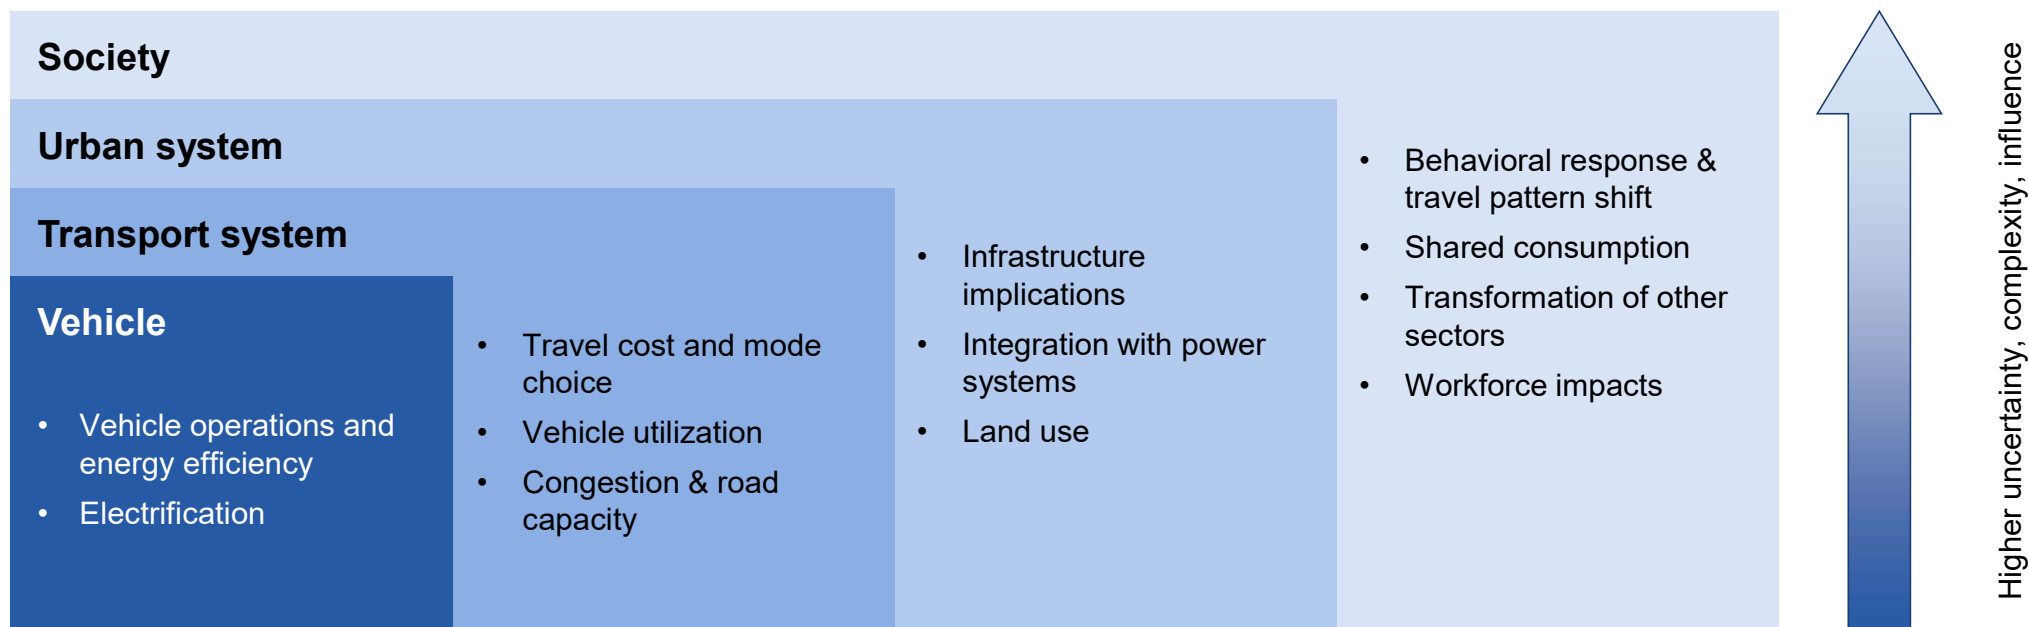 Society
Urban system
Transport system
Vehicle
• Vehicle operations and
energy efficiency
• Electrification
• Travel cost and mode
choice
• Vehicle utilization
• Congestion & road
capacity
• Infrastructure
implications
• Integration with power
systems
• Land use
• Behavioral response &
travel pattern shift
• Shared consumption
• Transformation of other
sectors
• Workforce impacts
Higher uncertainty, complexity, influence